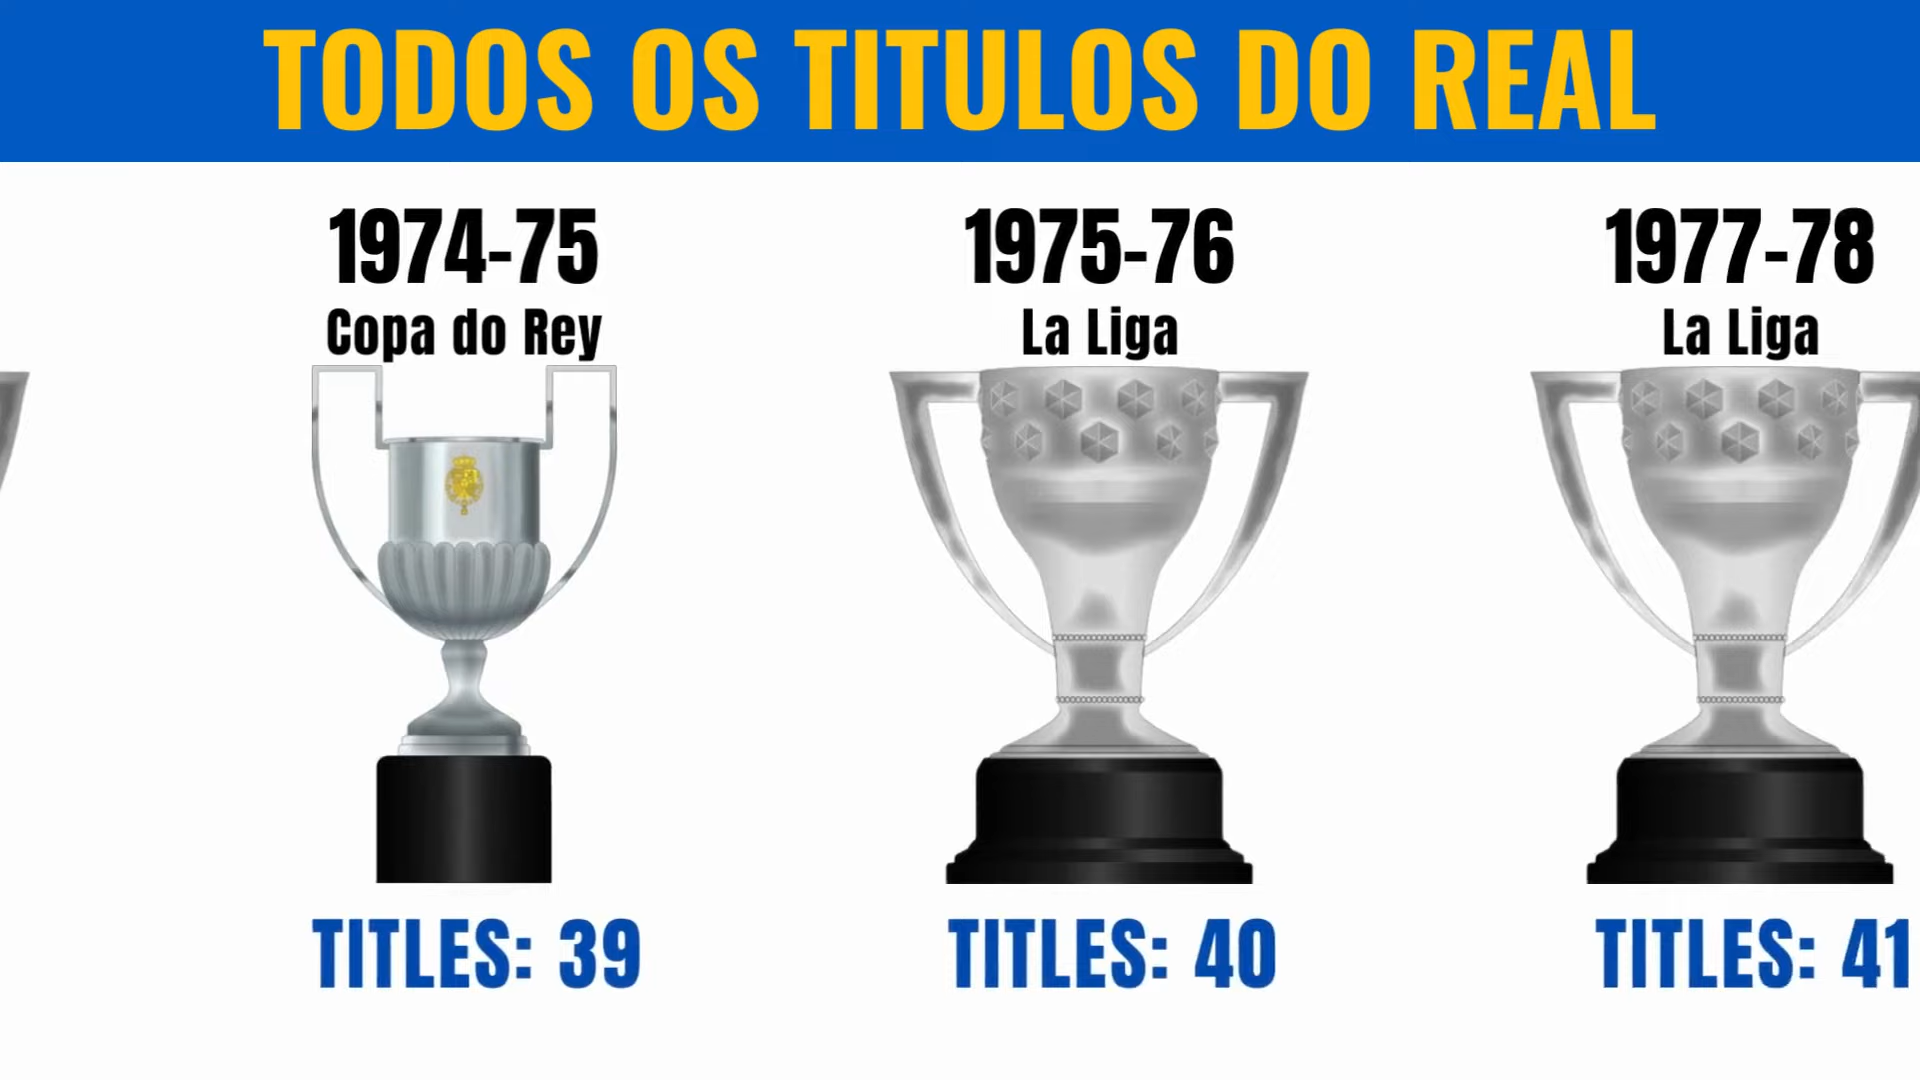 TODOS OS TITULOS DO REAL
1974-75
Copa do Rey
TITLES: 39
1975-76
La Liga
TITLES: 40
1977-78
La Liga
TITLES: 41